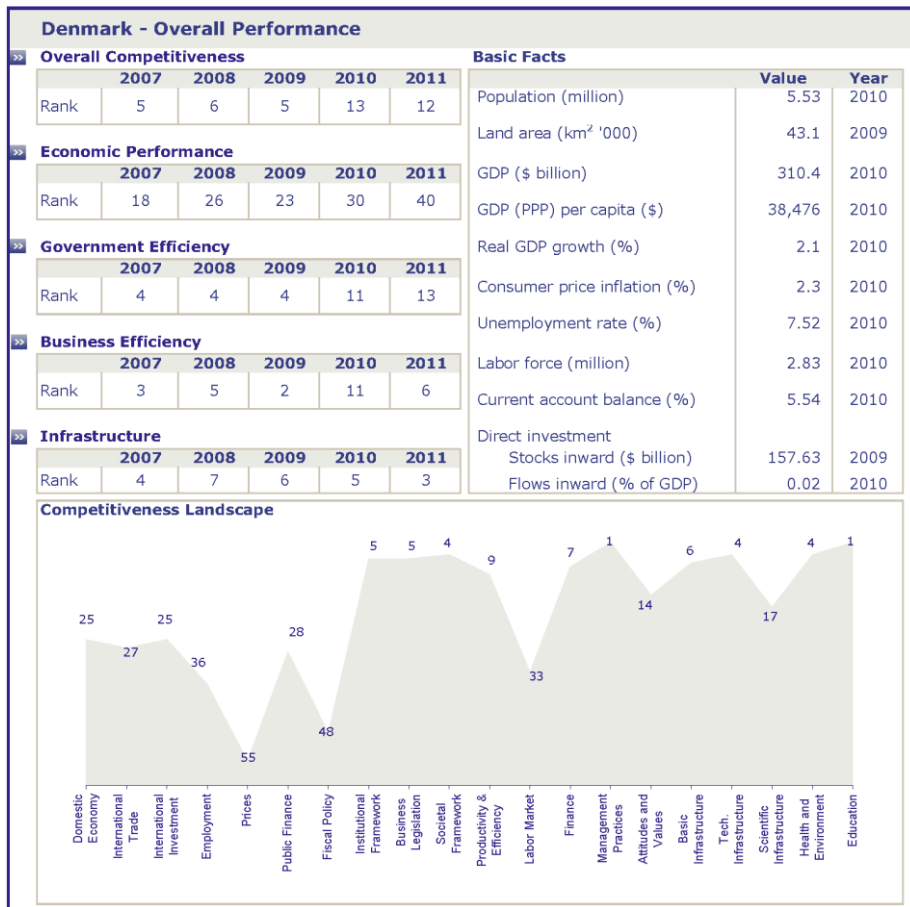 Denmark - Overall Performance
Overall Competitiveness
2007 2008 2009 2010 2011
Rank 5 6 5 13 12
Economic Performance
2007 2008 2009 2010 2011
Rank 18 26 23 30 40
Government Efficiency
2007 2008 2009 2010 2011
Rank 4 4 4 11 13
Business Efficiency
2007 2008 2009 2010 2011
Rank 3 5 2 11 6
Infrastructure
2007 2008 2009 2010 2011
Rank 4 7 6 5 3
Basic Facts
Value Year
Population (million) 5.53 2010
Land area (km² '000) 43.1 2009
GDP ($ billion) 310.4 2010
GDP (PPP) per capita ($) 38,476 2010
Real GDP growth (%) 2.1 2010
Consumer price inflation (%) 2.3 2010
Unemployment rate (%) 7.52 2010
Labor force (million) 2.83 2010
Current account balance (%) 5.54 2010
Direct investment
Stocks inward ($ billion) 157.63 2009
Flows inward (% of GDP) 0.02 2010
Competitiveness Landscape
25 27 25 36 55 28 48 5 5 4 9 33 7 1 14 6 4 17 4 1
Domestic
Economy
International
Trade
International
Investment
Employment
Prices
Public Finance
Fiscal Policy
Institutional
Framework
Business
Legislation
Societal
Framework
Productivity &
Efficiency
Labor Market
Finance
Management
Practices
Attitudes and
Values
Basic
Infrastructure
Tech.
Infrastructure
Scientific
Infrastructure
Health and
Environment
Education